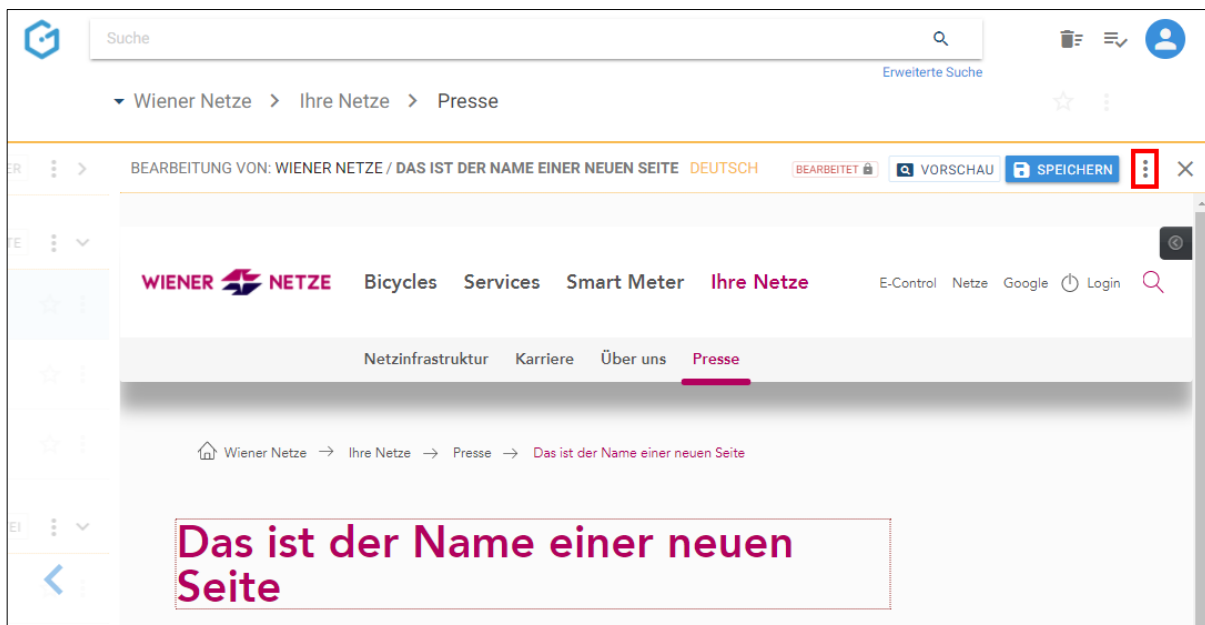 Suche
Erweiterte Suche
Wiener Netze > Ihre Netze > Presse
ER
BEARBEITUNG VON: WIENER NETZE / DAS IST DER NAME EINER NEUEN SEITE DEUTSCH BEARBEITET VORSCHAU SPEICHERN
TE
WIENER NETZE Bicycles Services Smart Meter Ihre Netze E-Control Netze Google Login
Netzinfrastruktur Karriere Über uns Presse
Wiener Netze → Ihre Netze → Presse → Das ist der Name einer neuen Seite
EI
Das ist der Name einer neuen
Seite